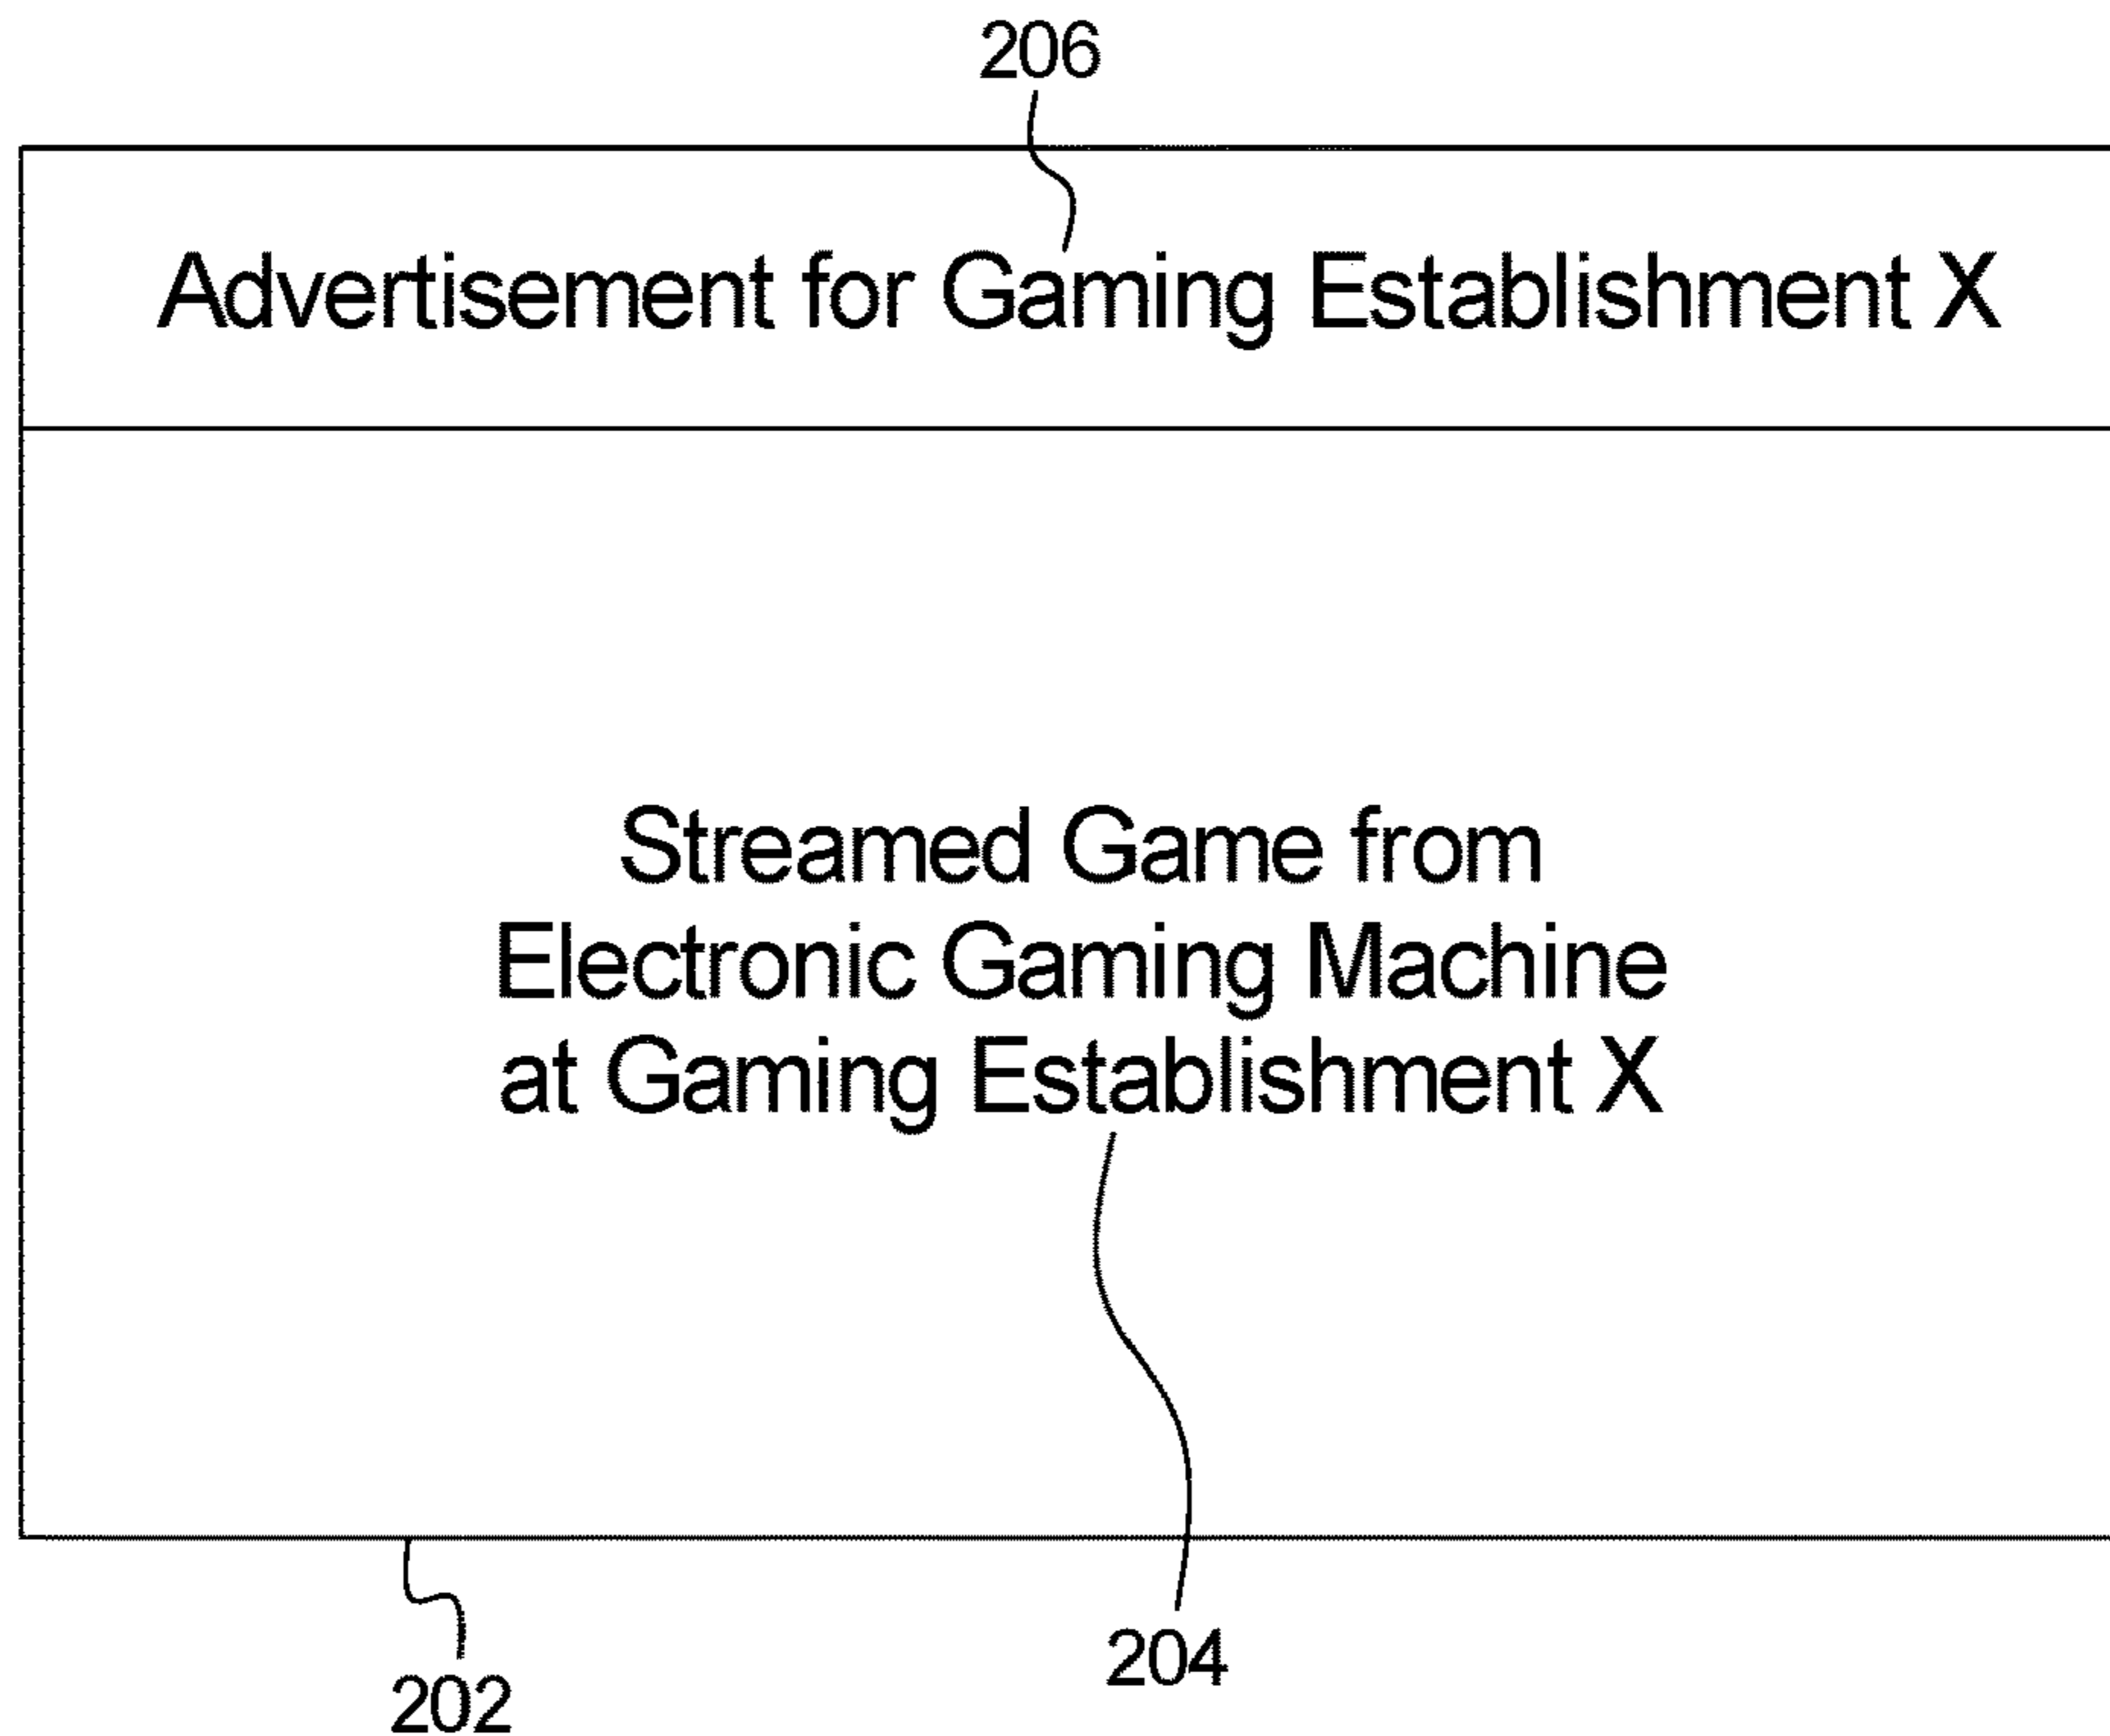 206
Advertisement for Gaming Establishment X
Streamed Game from
Electronic Gaming Machine
at Gaming Establishment X
204
202